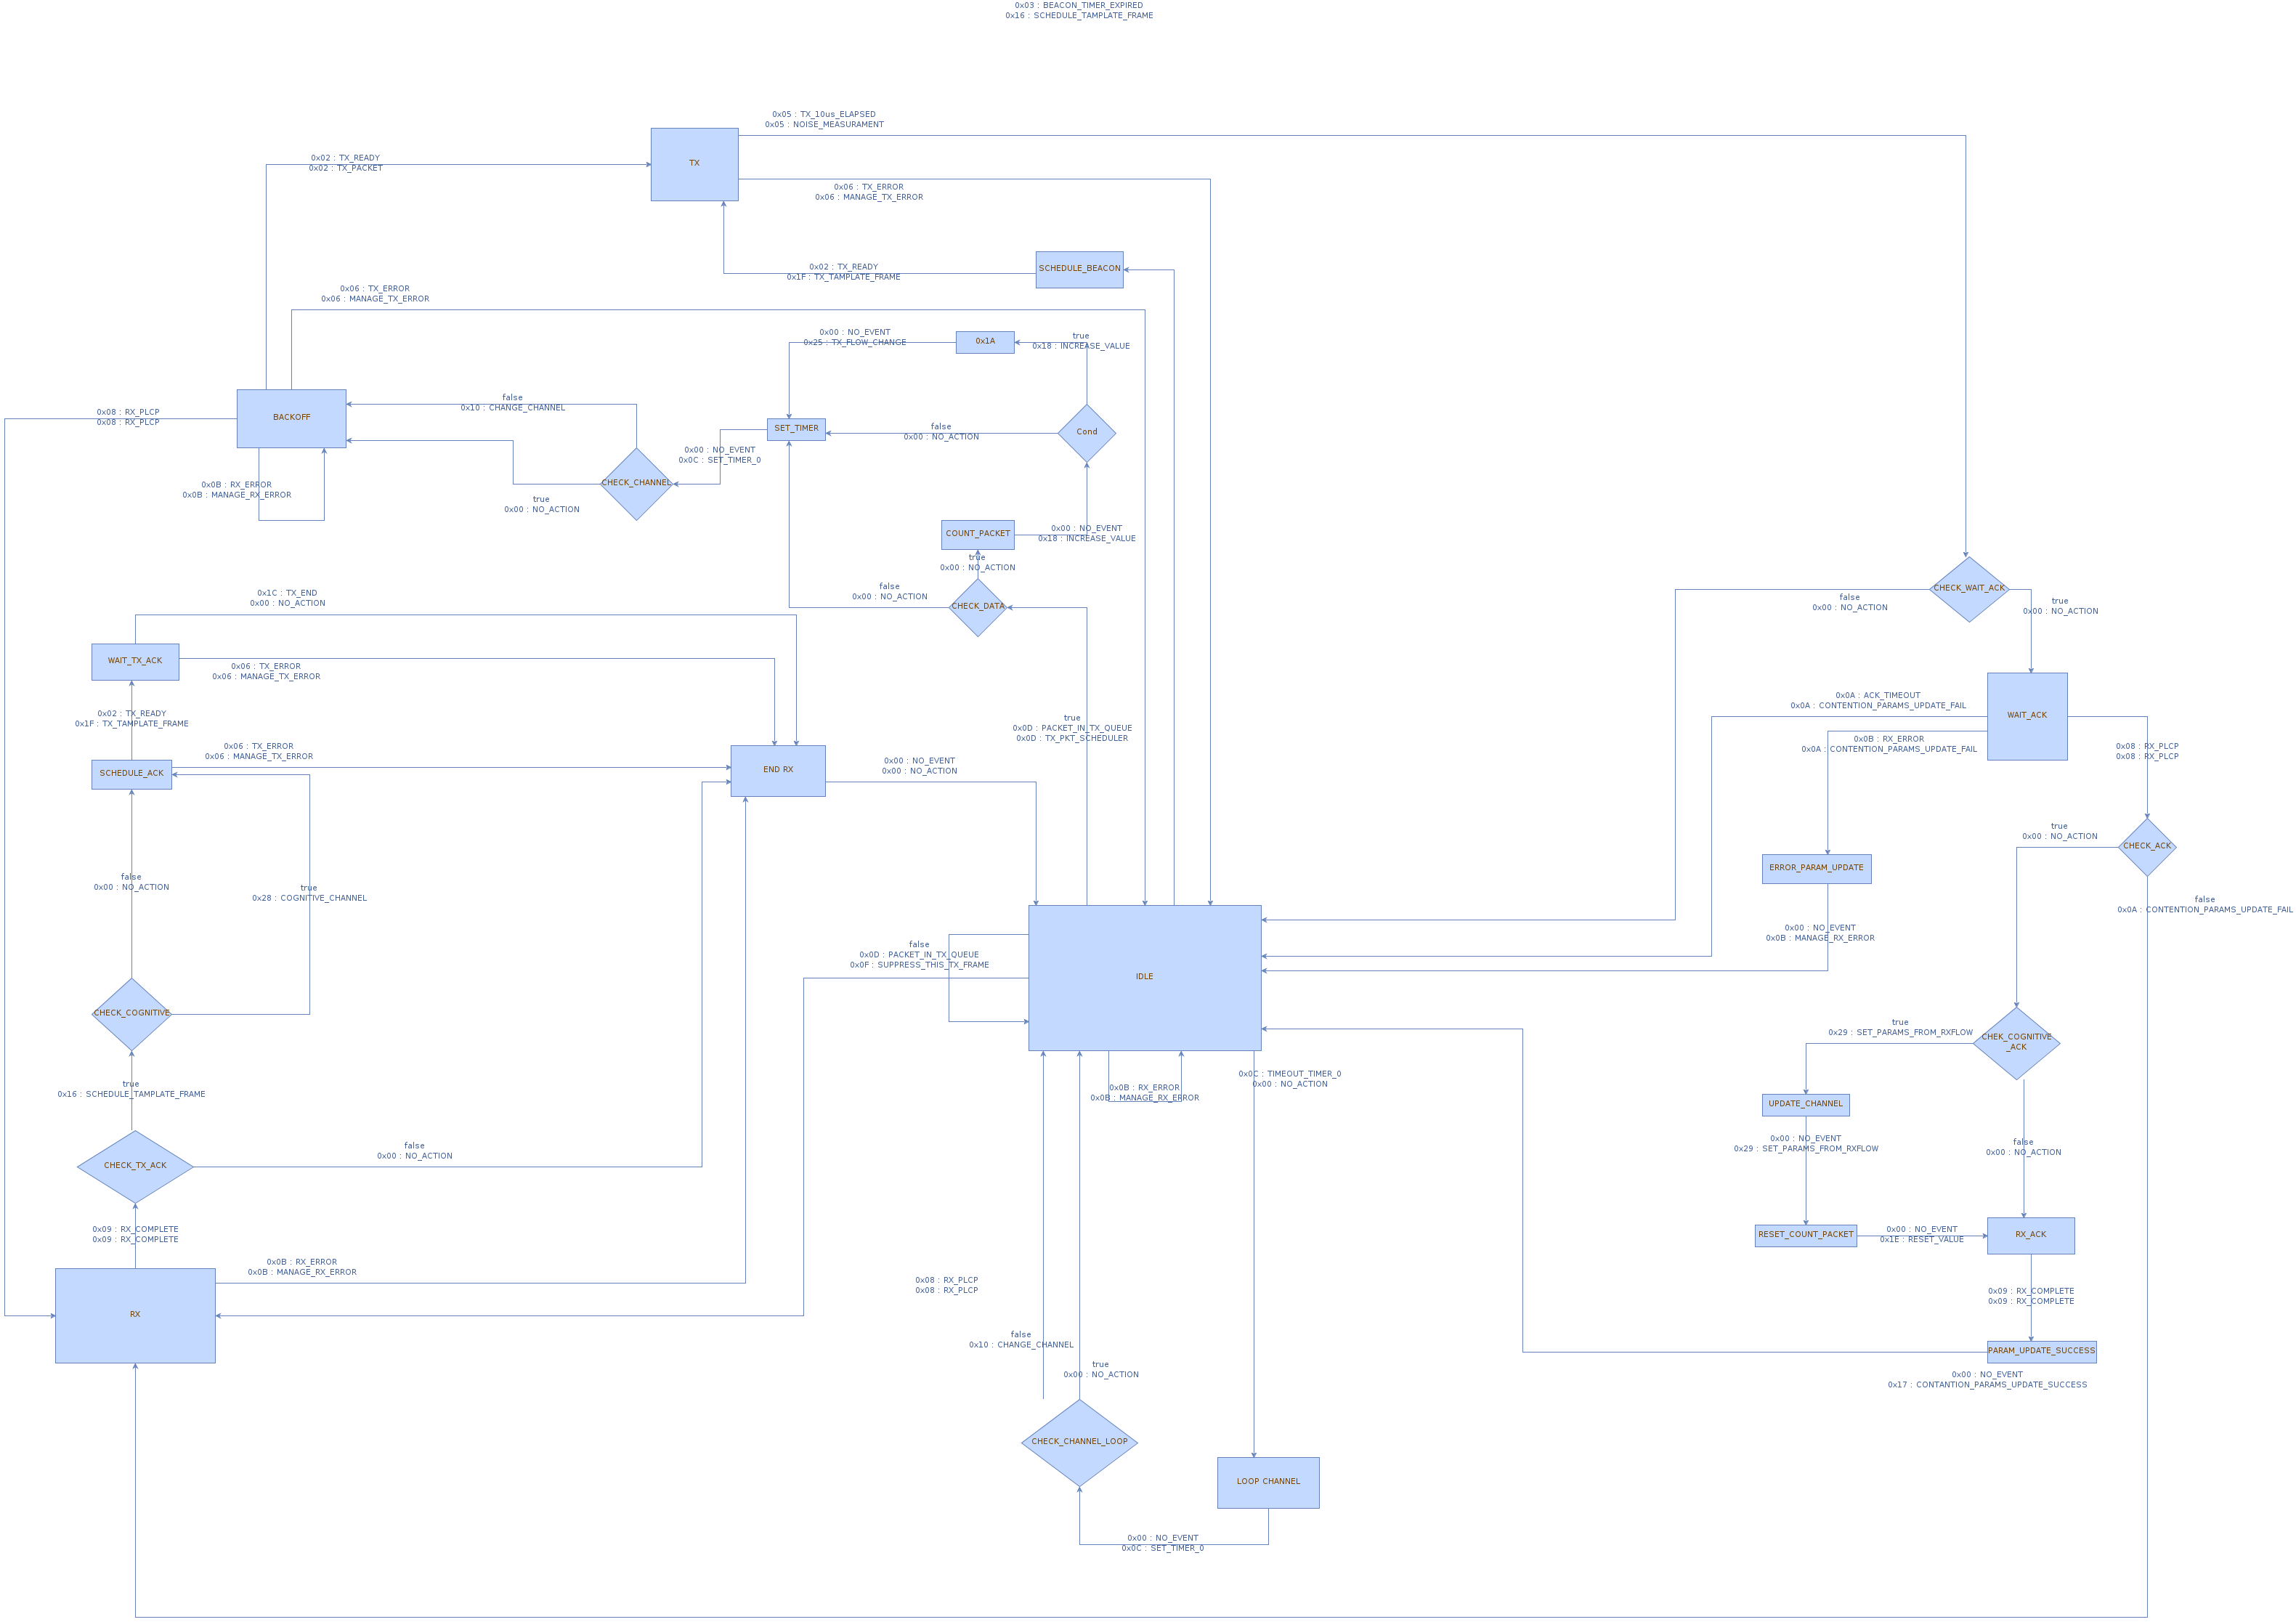 0x03 : BEACON_TIMER_EXPIRED
0x16 : SCHEDULE_TAMPLATE_FRAME
0x05 : TX_10us_ELAPSED
0x05 : NOISE_MEASURAMENT
TX
0x02 : TX_READY
0x02 : TX_PACKET
0x06 : TX_ERROR
0x06 : MANAGE_TX_ERROR
SCHEDULE_BEACON
0x02 : TX_READY
0x1F : TX_TAMPLATE_FRAME
0x06 : TX_ERROR
0x06 : MANAGE_TX_ERROR
0x00 : NO_EVENT
0x25 : TX_FLOW_CHANGE
0x1A
true
0x18 : INCREASE_VALUE
false
0x10 : CHANGE_CHANNEL
0x08 : RX_PLCP
0x08 : RX_PLCP
BACKOFF
SET_TIMER
false
0x00 : NO_ACTION
Cond
0x00 : NO_EVENT
0x0C : SET_TIMER_0
CHECK_CHANNEL
0x0B : RX_ERROR
0x0B : MANAGE_RX_ERROR
true
0x00 : NO_ACTION
COUNT_PACKET
0x00 : NO_EVENT
0x18 : INCREASE_VALUE
true
0x00 : NO_ACTION
false
0x00 : NO_ACTION
CHECK_DATA
CHECK_WAIT_ACK
false
0x00 : NO_ACTION
true
0x00 : NO_ACTION
0x1C : TX_END
0x00 : NO_ACTION
WAIT_TX_ACK
0x06 : TX_ERROR
0x06 : MANAGE_TX_ERROR
0x02 : TX_READY
0x1F : TX_TAMPLATE_FRAME
true
0x0D : PACKET_IN_TX_QUEUE
0x0D : TX_PKT_SCHEDULER
0x0A : ACK_TIMEOUT
0x0A : CONTENTION_PARAMS_UPDATE_FAIL
WAIT_ACK
0x0B : RX_ERROR
0x0A : CONTENTION_PARAMS_UPDATE_FAIL
0x08 : RX_PLCP
0x08 : RX_PLCP
0x06 : TX_ERROR
0x06 : MANAGE_TX_ERROR
SCHEDULE_ACK
END RX
0x00 : NO_EVENT
0x00 : NO_ACTION
true
0x00 : NO_ACTION
CHECK_ACK
ERROR_PARAM_UPDATE
false
0x00 : NO_ACTION
true
0x28 : COGNITIVE_CHANNEL
false
0x0A : CONTENTION_PARAMS_UPDATE_FAIL
0x00 : NO_EVENT
0x0B : MANAGE_RX_ERROR
false
0x0D : PACKET_IN_TX_QUEUE
0x0F : SUPPRESS_THIS_TX_FRAME
IDLE
CHECK_COGNITIVE
true
0x29 : SET_PARAMS_FROM_RXFLOW
CHEK_COGNITIVE
_ACK
true
0x16 : SCHEDULE_TAMPLATE_FRAME
0x0B : RX_ERROR
0x0B : MANAGE_RX_ERROR
0x0C : TIMEOUT_TIMER_0
0x00 : NO_ACTION
UPDATE_CHANNEL
CHECK_TX_ACK
false
0x00 : NO_ACTION
0x00 : NO_EVENT
0x29 : SET_PARAMS_FROM_RXFLOW
false
0x00 : NO_ACTION
0x09 : RX_COMPLETE
0x09 : RX_COMPLETE
RESET_COUNT_PACKET
0x00 : NO_EVENT
0x1E : RESET_VALUE
RX_ACK
0x0B : RX_ERROR
0x0B : MANAGE_RX_ERROR
0x08 : RX_PLCP
0x08 : RX_PLCP
RX
0x09 : RX_COMPLETE
0x09 : RX_COMPLETE
false
0x10 : CHANGE_CHANNEL
PARAM_UPDATE_SUCCESS
true
0x00 : NO_ACTION
0x00 : NO_EVENT
0x17 : CONTANTION_PARAMS_UPDATE_SUCCESS
CHECK_CHANNEL_LOOP
LOOP CHANNEL
0x00 : NO_EVENT
0x0C : SET_TIMER_0